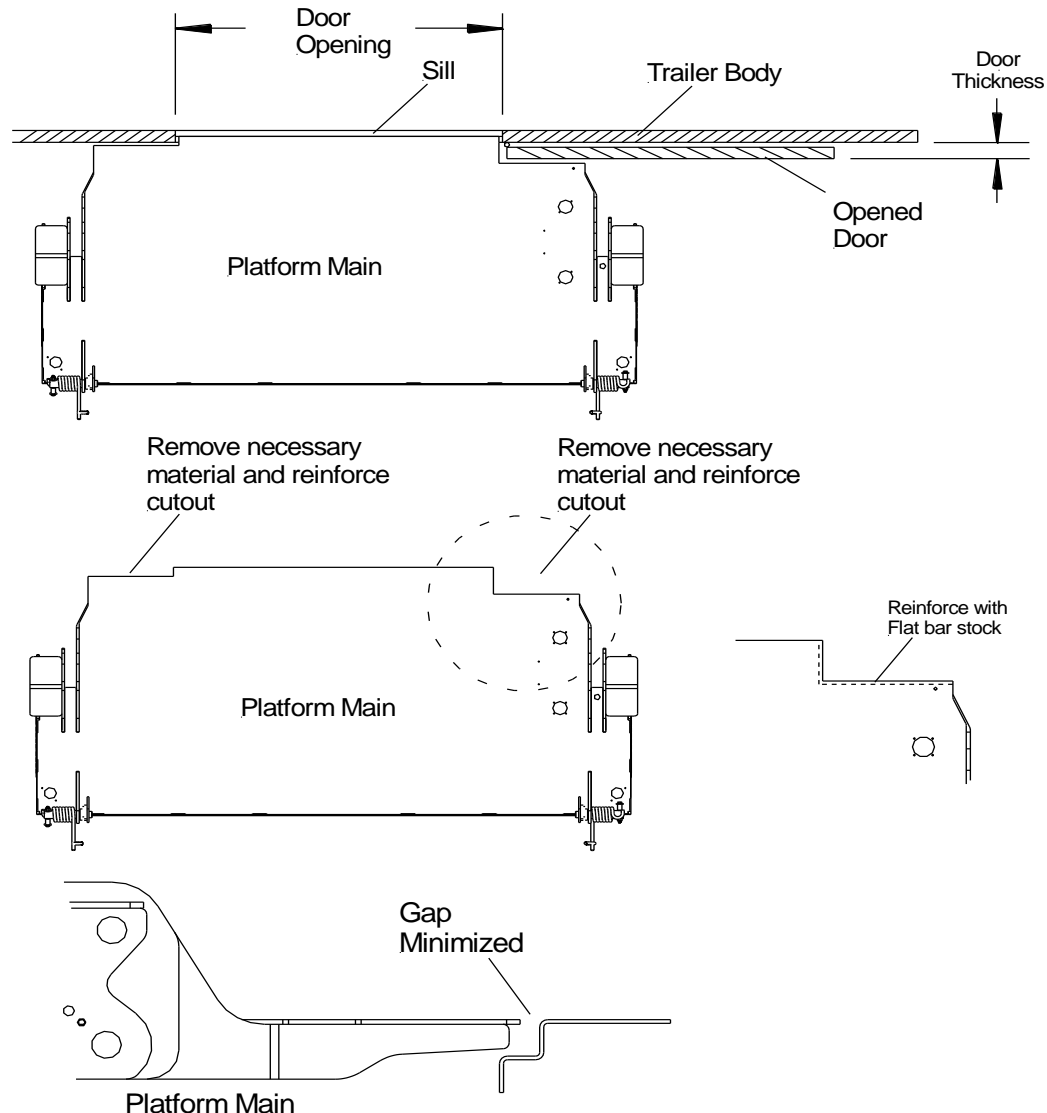 Door
Opening
Sill
Trailer Body
Door
Thickness
Opened
Door
Platform Main
Remove necessary
material and reinforce
cutout
Remove necessary
material and reinforce
cutout
Platform Main
Reinforce with
Flat bar stock
Gap
Minimized
Platform Main